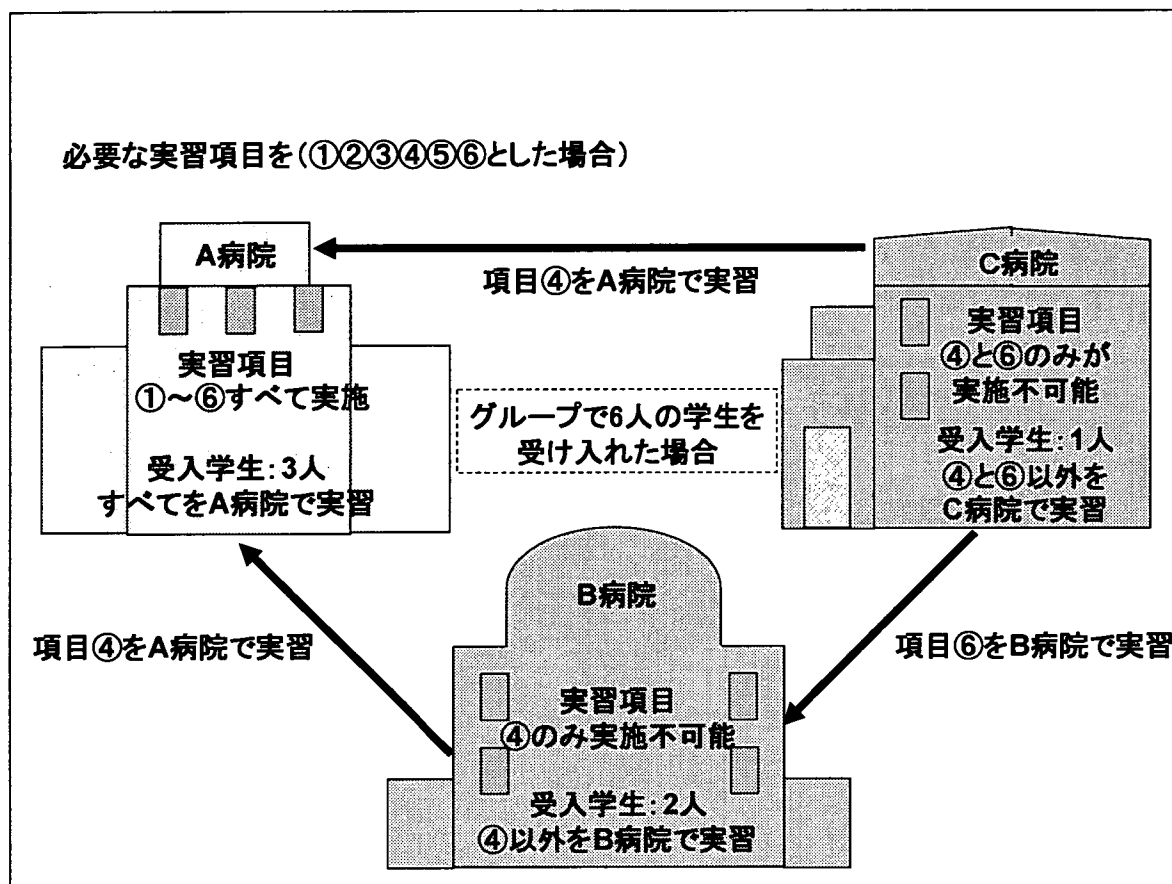 必要な実習項目を(①②③④⑤⑥とした場合)
A病院
項目④をA病院で実習
C病院
実習項目
①～⑥すべて実施
受入学生:3人
すべてをA病院で実習
グループで6人の学生を
受け入れた場合
実習項目
④と⑥のみが
実施不可能
受入学生:1人
④と⑥以外を
C病院で実習
B病院
項目④をA病院で実習
項目⑥をB病院で実習
実習項目
④のみ実施不可能
受入学生:2人
④以外をB病院で実習